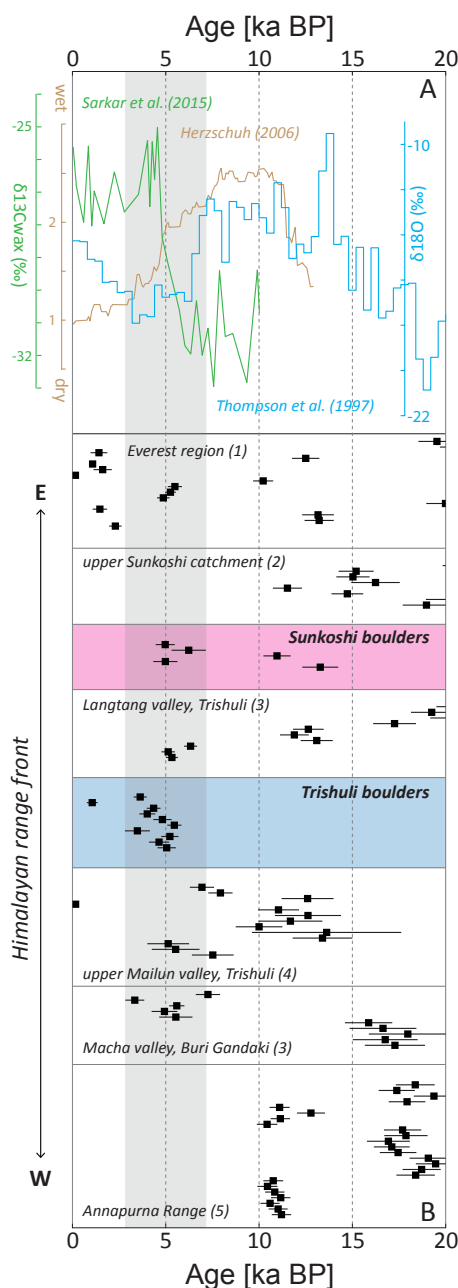 Age [ka BP]
0 5 10 15 20
A
wet
Sarkar et al. (2015)
-25
Herzschuh (2006)
-10
2
δ13Cwax (‰)
δ18O (‰)
1
-32
dry
Thompson et al. (1997)
-22
Everest region (1)
E
upper Sunkoshi catchment (2)
Sunkoshi boulders
Langtang valley, Trishuli (3)
Trishuli boulders
Himalayan range front
upper Mailun valley, Trishuli (4)
Macha valley, Buri Gandaki (3)
W
Annapurna Range (5)
B
0 5 10 15 20
Age [ka BP]